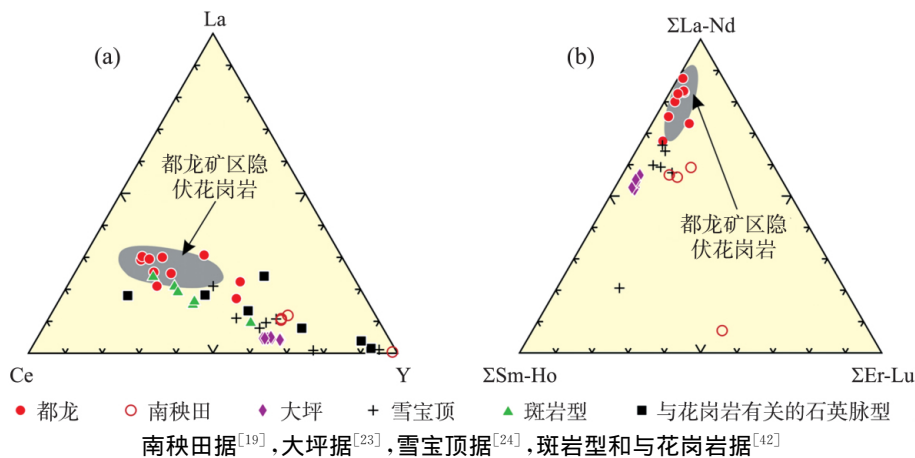 La
(a)
都龙矿区隐
伏花岗岩
Ce
Y
ΣLa-Nd
(b)
都龙矿区隐
伏花岗岩
ΣSm-Ho
ΣEr-Lu
都龙 南秧田 大坪 雪宝顶 斑岩型 与花岗岩有关的石英脉型
南秧田据[19],大坪据[23],雪宝顶据[24],斑岩型和与花岗岩据[42]